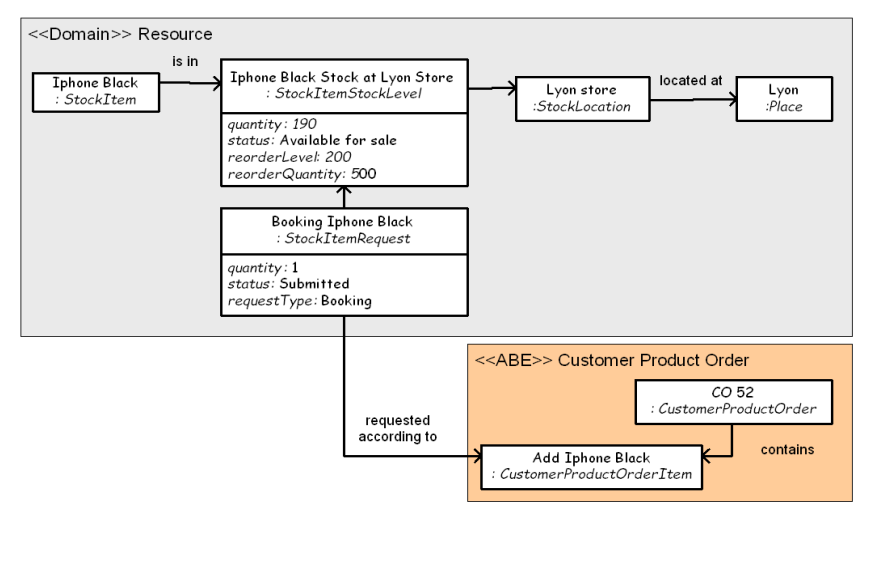 <<Domain>> Resource
is in
Iphone Black
: StockItem
Iphone Black Stock at Lyon Store
: StockItemStockLevel
quantity: 190
status: Available for sale
reorderLevel: 200
reorderQuantity: 500
Lyon store
:StockLocation
located at
Lyon
:Place
Booking Iphone Black
: StockItemRequest
quantity: 1
status: Submitted
requestType: Booking
<<ABE>> Customer Product Order
CO 52
: CustomerProductOrder
requested
according to
contains
Add Iphone Black
: CustomerProductOrderItem